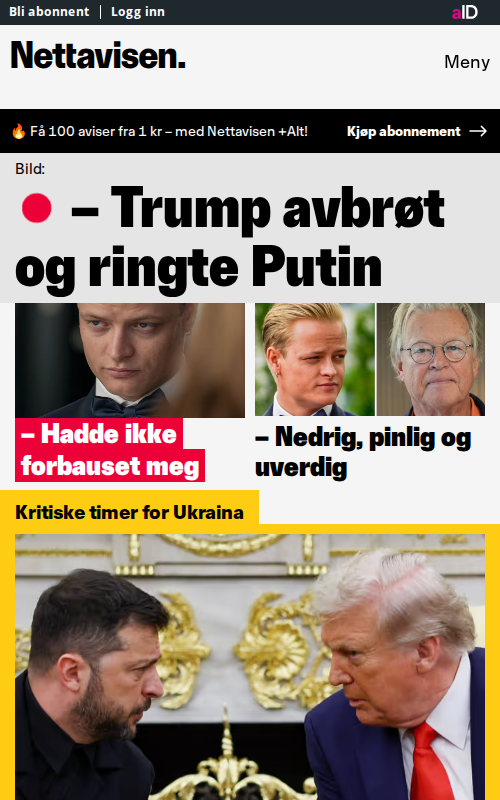 Bli abonnent | Logg inn
aID
Nettavisen.
Meny
🔥 Få 100 aviser fra 1 kr – med Nettavisen +Alt!
Kjøp abonnement →
Bild:
– Trump avbrøt
og ringte Putin
– Hadde ikke
forbauset meg
– Nedrig, pinlig og
uverdig
Kritiske timer for Ukraina